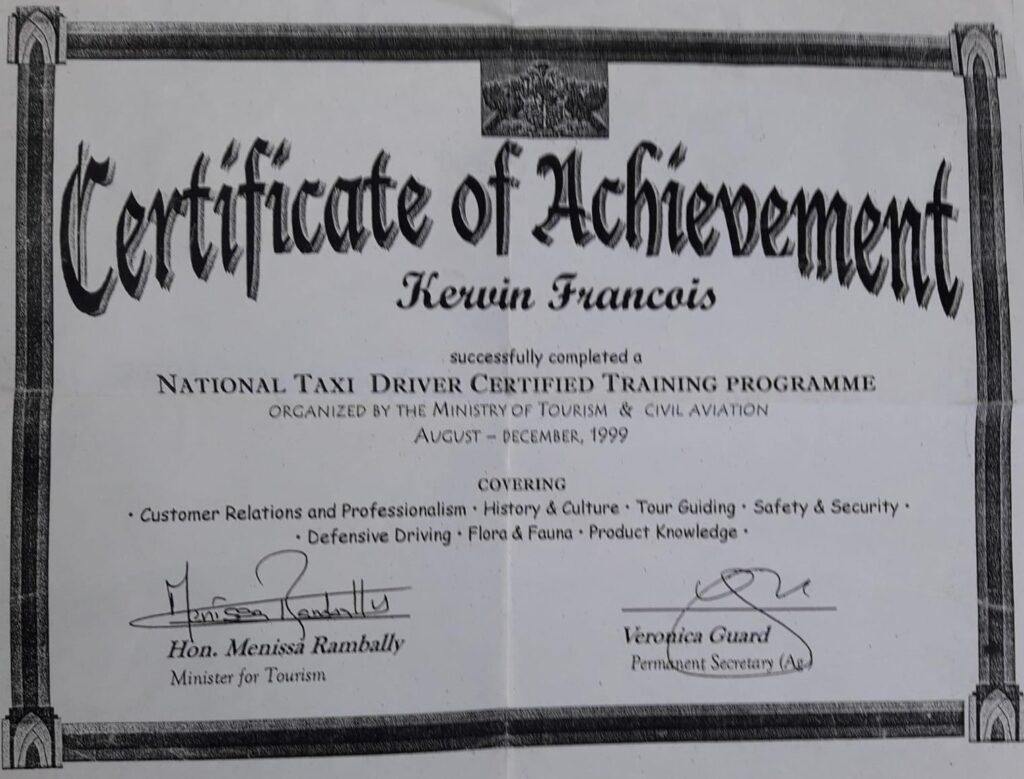 Certificate of Achievement
Kervin Francois
successfully completed a
NATIONAL TAXI DRIVER CERTIFIED TRAINING PROGRAMME
ORGANIZED BY THE MINISTRY OF TOURISM & CIVIL AVIATION
AUGUST – DECEMBER, 1999
COVERING
· Customer Relations and Professionalism · History & Culture · Tour Guiding · Safety & Security ·
· Defensive Driving · Flora & Fauna · Product Knowledge ·
Menissa Rambally
Hon. Menissa Rambally
Minister for Tourism
Veronica Guard
Permanent Secretary (Ag.)